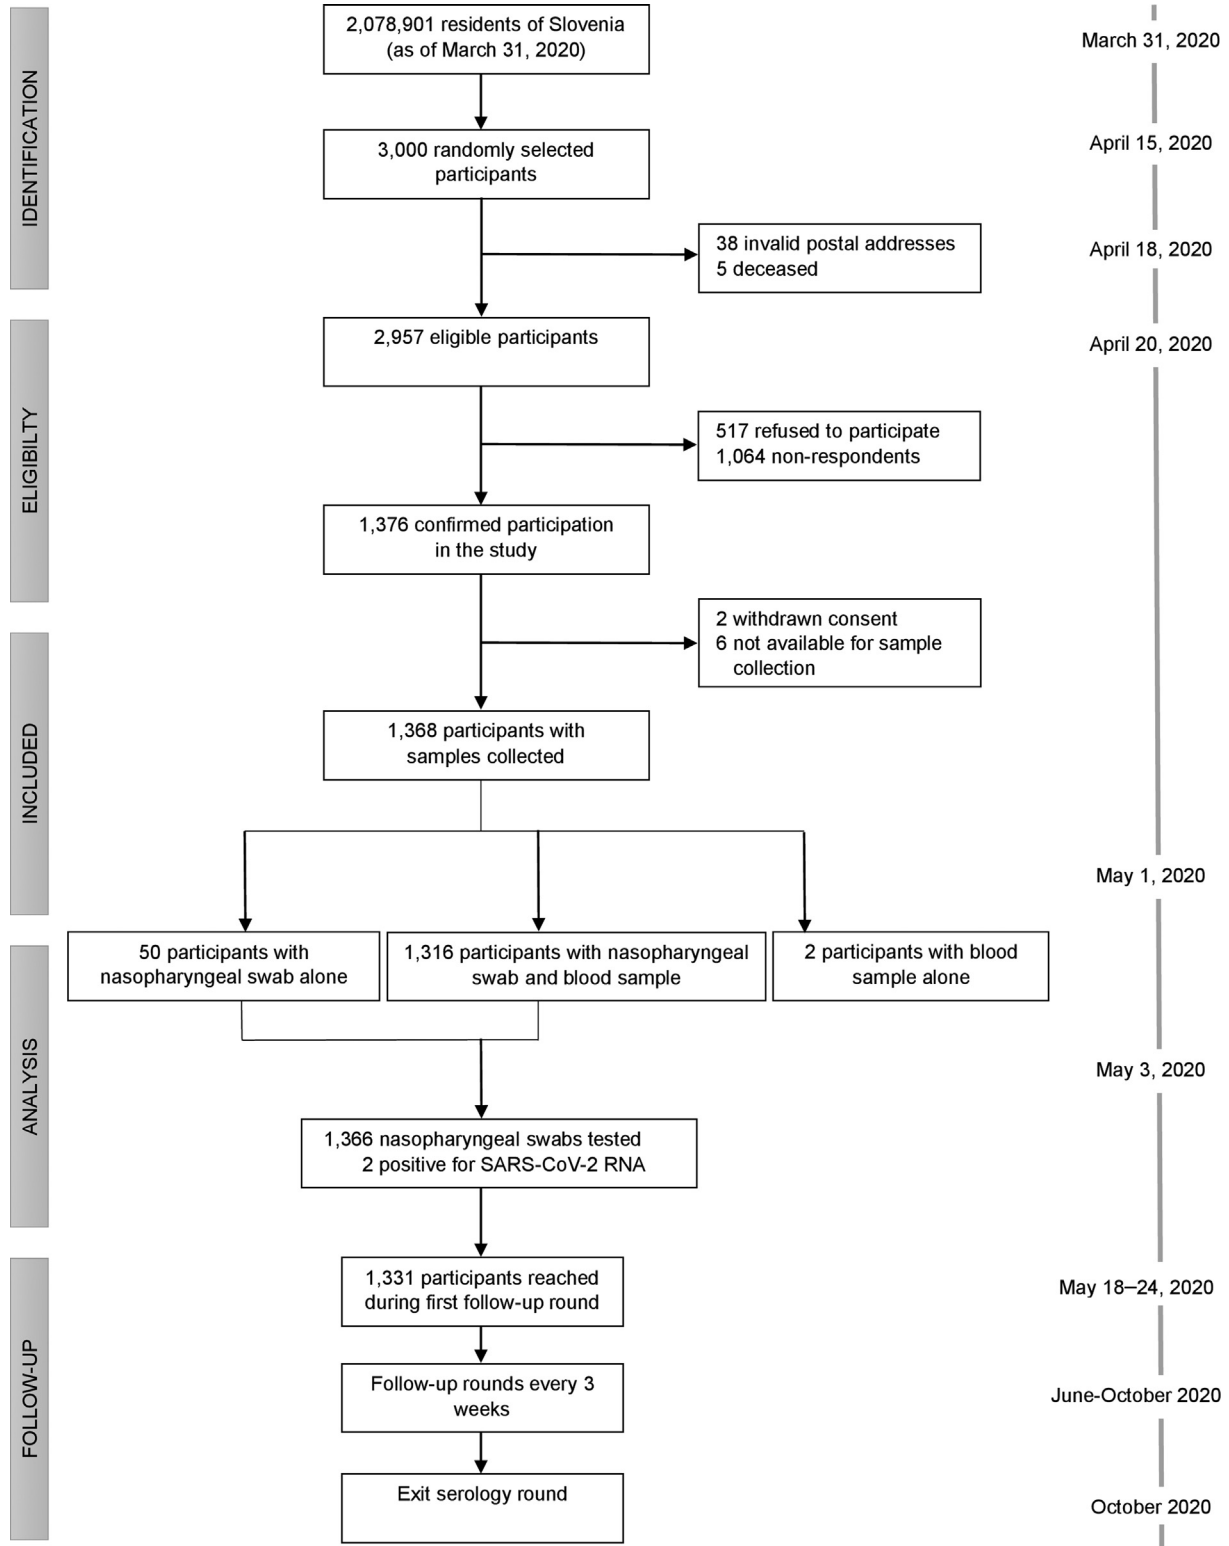 IDENTIFICATION
2,078,901 residents of Slovenia
(as of March 31, 2020)
March 31, 2020
3,000 randomly selected
participants
April 15, 2020
38 invalid postal addresses
5 deceased
April 18, 2020
ELIGIBILTY
2,957 eligible participants
April 20, 2020
517 refused to participate
1,064 non-respondents
1,376 confirmed participation
in the study
2 withdrawn consent
6 not available for sample
collection
INCLUDED
1,368 participants with
samples collected
May 1, 2020
50 participants with
nasopharyngeal swab alone
1,316 participants with nasopharyngeal
swab and blood sample
2 participants with blood
sample alone
ANALYSIS
May 3, 2020
1,366 nasopharyngeal swabs tested
2 positive for SARS-CoV-2 RNA
FOLLOW-UP
1,331 participants reached
during first follow-up round
May 18–24, 2020
Follow-up rounds every 3
weeks
June-October 2020
Exit serology round
October 2020